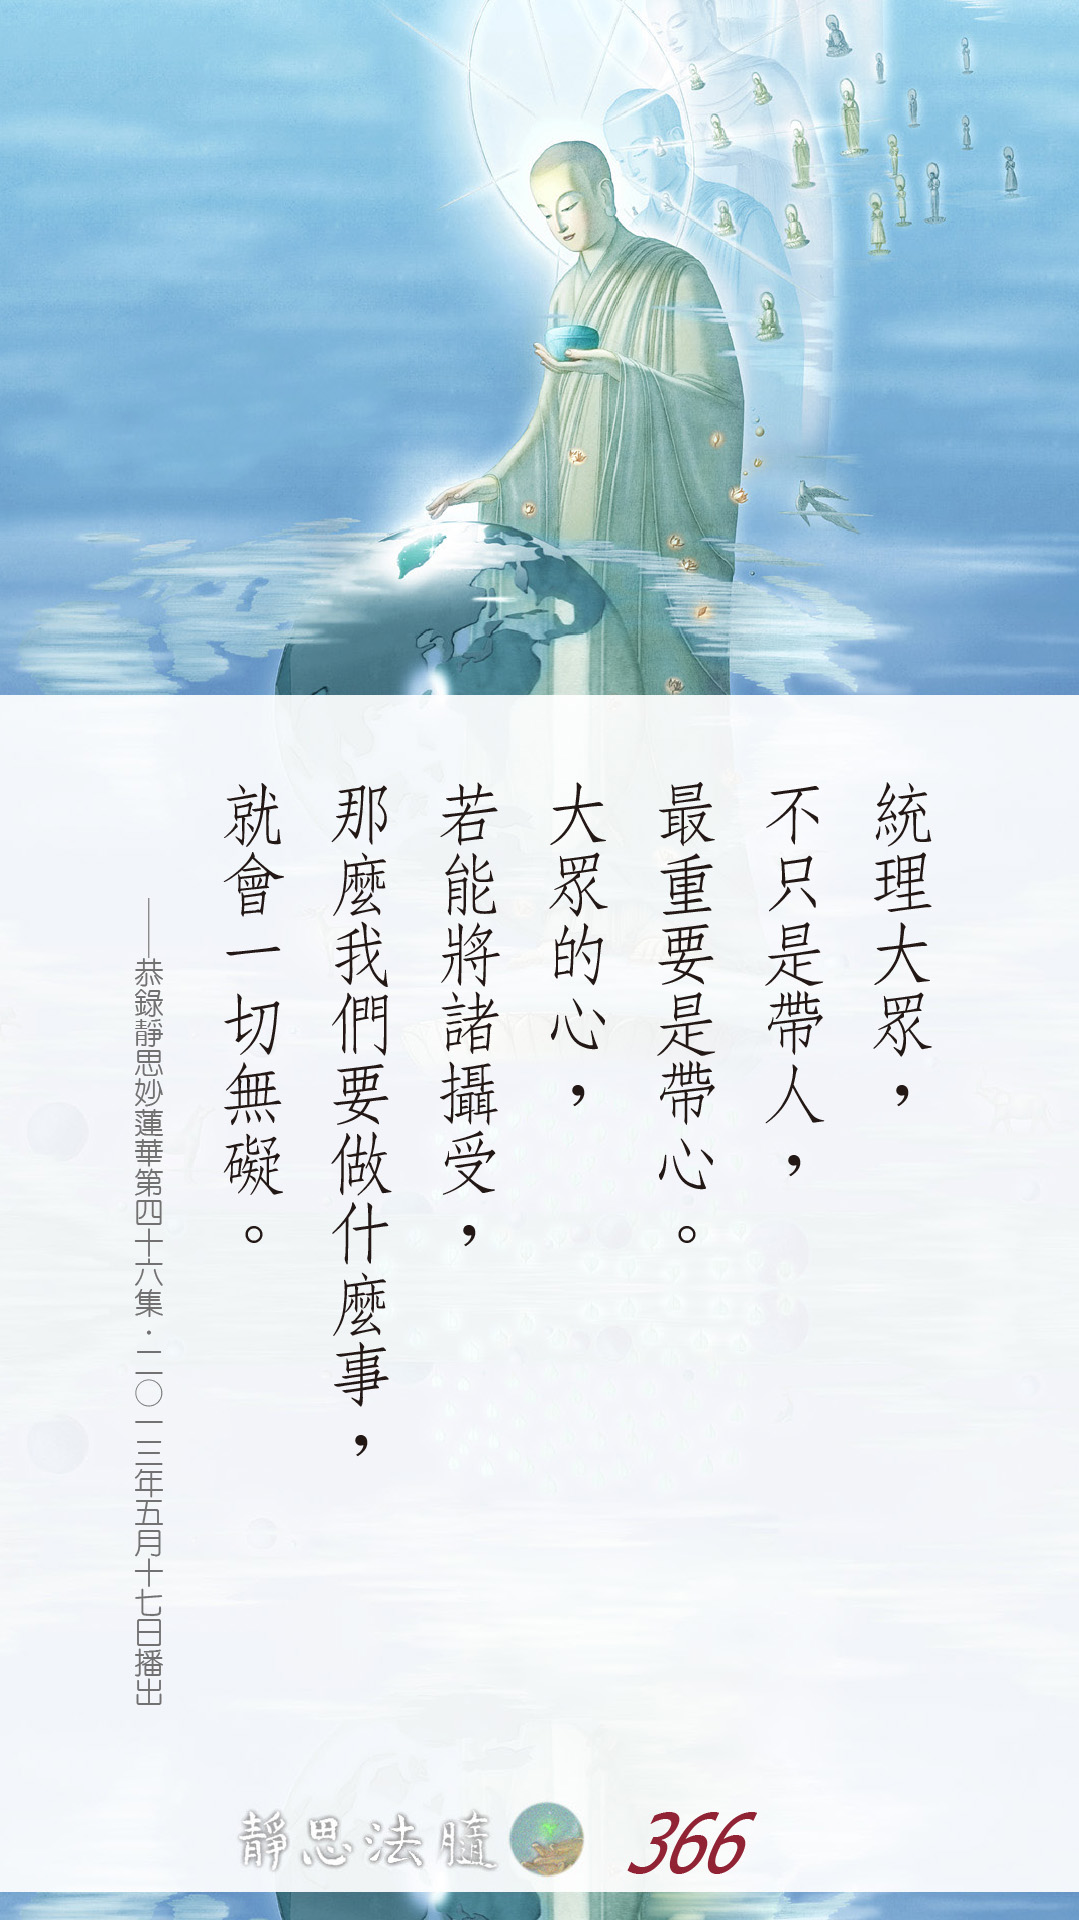 統理大眾，
不只是帶人，
最重要是帶心。
大眾的心，
若能將諸攝受，
那麼我們要做什麼事，
就會一切無礙。
——恭錄靜思妙蓮華第四十六集．二〇一三年五月十七日播出
靜思法髓
366